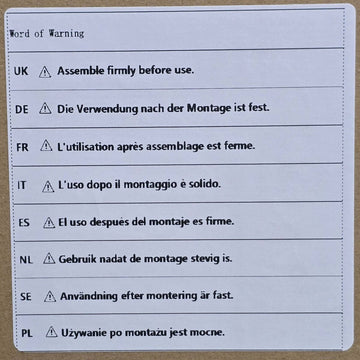 Word of Warning
UK ⚠ Assemble firmly before use.
DE ⚠ Die Verwendung nach der Montage ist fest.
FR ⚠ L'utilisation après assemblage est ferme.
IT ⚠ L'uso dopo il montaggio è solido.
ES ⚠ El uso después del montaje es firme.
NL ⚠ Gebruik nadat de montage stevig is.
SE ⚠ Användning efter montering är fast.
PL ⚠ Używanie po montażu jest mocne.